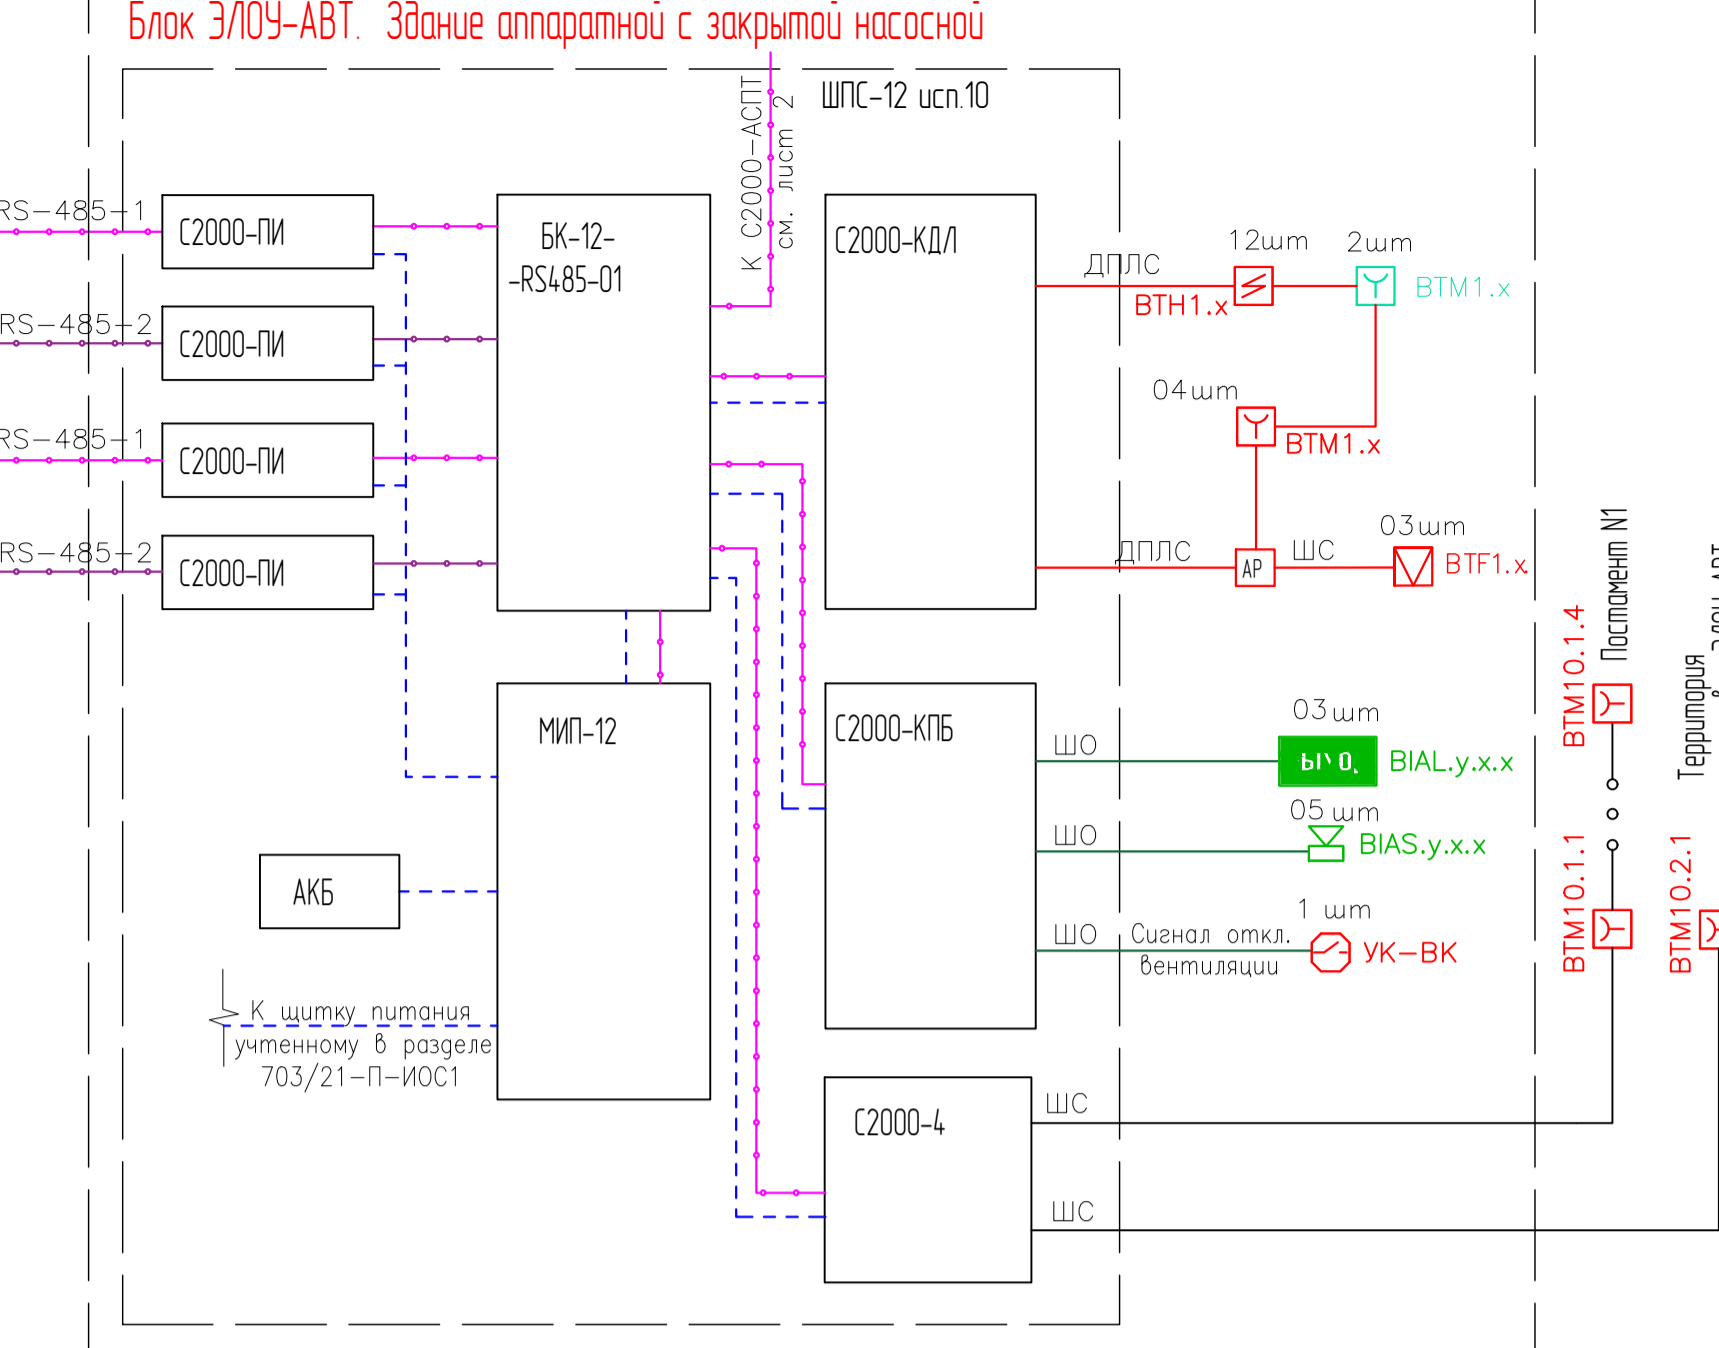 Блок ЭЛОУ-АВТ. Здание аппаратной с закрытой насосной
ШПС-12 исп.10
К С2000-АСПТ
см. лист 2
RS-485-1
С2000-ПИ
RS-485-2
С2000-ПИ
RS-485-1
С2000-ПИ
RS-485-2
С2000-ПИ
БК-12-
-RS485-01
С2000-КДЛ
ДПЛС
BTH1.x
12шт
2шт
BTM1.x
04шт
BTM1.x
ДПЛС
АР
ШС
03шт
BTF1.x
МИП-12
АКБ
К щитку питания
учтенному в разделе
703/21-П-ИОС1
С2000-КПБ
ШО
03шт
BIAL.y.x.x
ШО
05шт
BIAS.y.x.x
ШО
Сигнал откл.
вентиляции
1 шт
УК-ВК
С2000-4
ШС
ШС
BTM10.1.4
Постамент N1
BTM10.1.1
Территория
BTM10.2.1